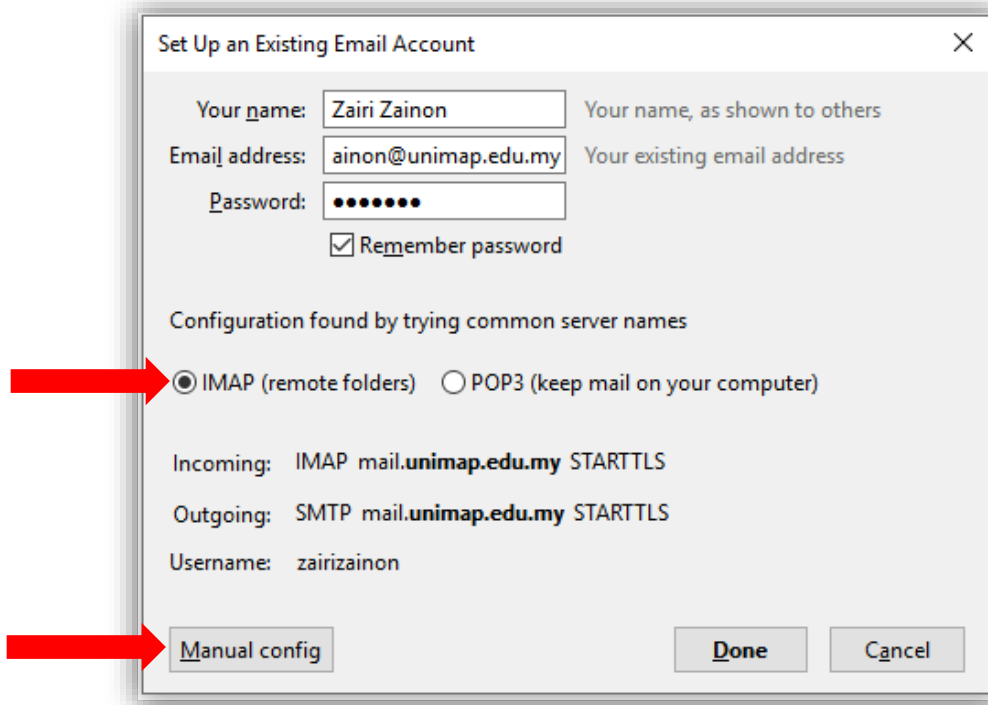 Set Up an Existing Email Account
Your name: Zairi Zainon Your name, as shown to others
Email address: ainon@unimap.edu.my Your existing email address
Password: ●●●●●●●
Remember password
Configuration found by trying common server names
IMAP (remote folders) POP3 (keep mail on your computer)
Incoming: IMAP mail.unimap.edu.my STARTTLS
Outgoing: SMTP mail.unimap.edu.my STARTTLS
Username: zairizainon
Manual config Done Cancel